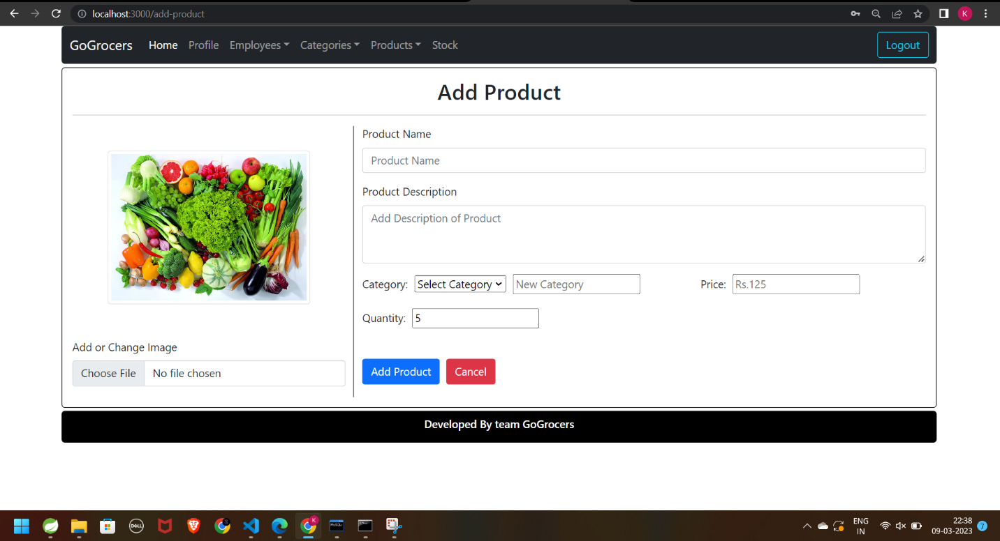 localhost:3000/add-product
K
GoGrocers Home Profile Employees Categories Products Stock Logout
Add Product
Product Name
Product Name
Product Description
Add Description of Product
Category: Select Category New Category Price: Rs.125
Quantity: 5
Add or Change Image
Choose File No file chosen
Add Product Cancel
Developed By team GoGrocers
DELL
K
MySQL
ENG
IN
22:38
09-03-2023
7